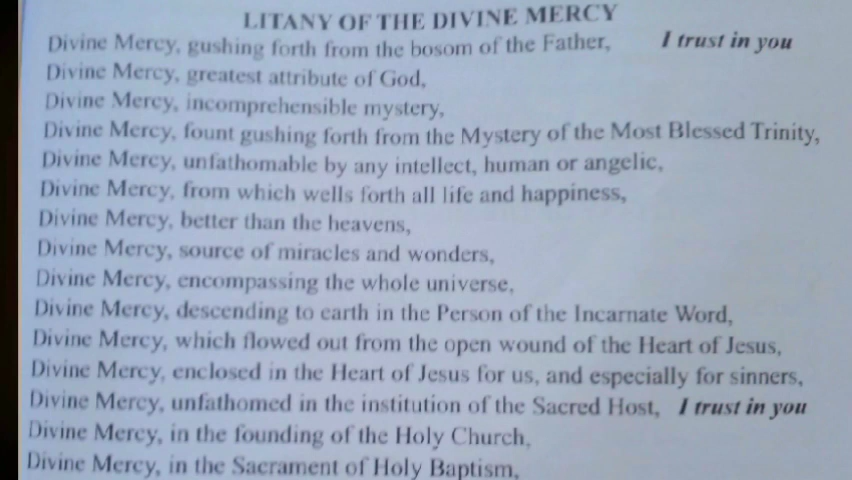 LITANY OF THE DIVINE MERCY
Divine Mercy, gushing forth from the bosom of the Father, I trust in you
Divine Mercy, greatest attribute of God,
Divine Mercy, incomprehensible mystery,
Divine Mercy, fount gushing forth from the Mystery of the Most Blessed Trinity,
Divine Mercy, unfathomable by any intellect, human or angelic,
Divine Mercy, from which wells forth all life and happiness,
Divine Mercy, better than the heavens,
Divine Mercy, source of miracles and wonders,
Divine Mercy, encompassing the whole universe,
Divine Mercy, descending to earth in the Person of the Incarnate Word,
Divine Mercy, which flowed out from the open wound of the Heart of Jesus,
Divine Mercy, enclosed in the Heart of Jesus for us, and especially for sinners,
Divine Mercy, unfathomed in the institution of the Sacred Host, I trust in you
Divine Mercy, in the founding of the Holy Church,
Divine Mercy, in the Sacrament of Holy Baptism,